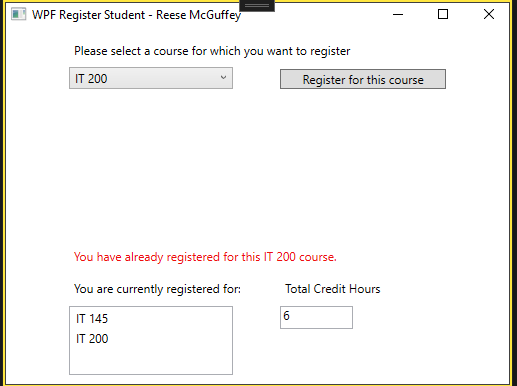 WPF Register Student - Reese McGuffey
Please select a course for which you want to register
IT 200
Register for this course
You have already registered for this IT 200 course.
You are currently registered for:
Total Credit Hours
IT 145
6
IT 200